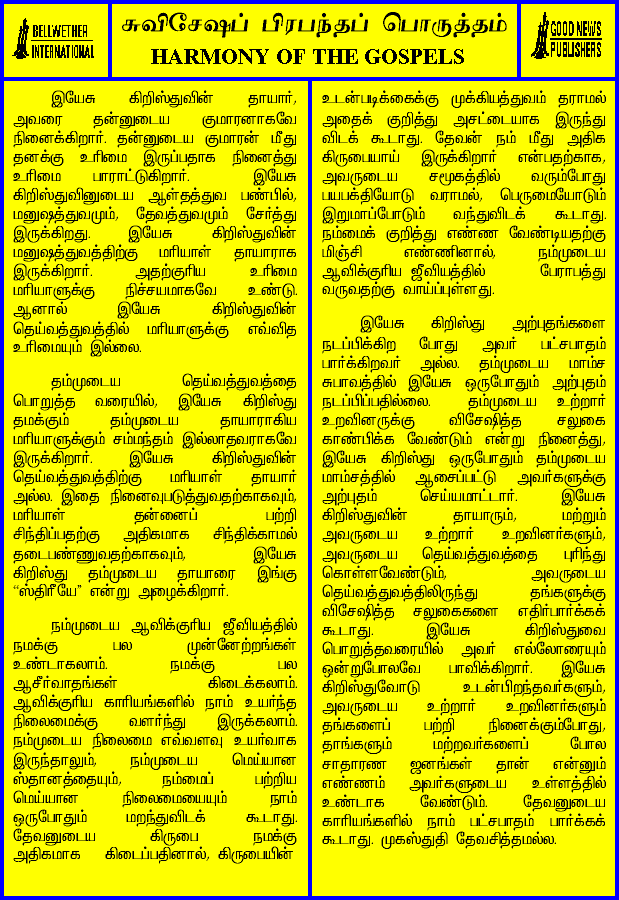 BELLWETHER
INTERNATIONAL
சுவிசேஷப் பிரபந்தப் பொருத்தம்
HARMONY OF THE GOSPELS
GOOD NEWS
PUBLISHERS
இயேசு கிறிஸ்துவின் தாயார்,
அவரை தன்னுடைய குமாரனாகவே
நினைக்கிறார். தன்னுடைய குமாரன் மீது
தனக்கு உரிமை இருப்பதாக நினைத்து
உரிமை பாராட்டுகிறார். இயேசு
கிறிஸ்துவினுடைய ஆள்தத்துவ பண்பில்,
மனுஷத்துவமும், தேவத்துவமும் சேர்ந்து
இருக்கிறது. இயேசு கிறிஸ்துவின்
மனுஷத்துவத்திற்கு மரியாள் தாயாராக
இருக்கிறார். அதற்குரிய உரிமை
மரியாளுக்கு நிச்சயமாகவே உண்டு.
ஆனால் இயேசு கிறிஸ்துவின்
தெய்வத்துவத்தில் மரியாளுக்கு எவ்வித
உரிமையும் இல்லை.
தம்முடைய தெய்வத்துவத்தை
பொறுத்த வரையில், இயேசு கிறிஸ்து
தமக்கும் தம்முடைய தாயாராகிய
மரியாளுக்கும் சம்மந்தம் இல்லாதவராகவே
இருக்கிறார். இயேசு கிறிஸ்துவின்
தெய்வத்துவத்திற்கு மரியாள் தாயார்
அல்ல. இதை நினைவுபடுத்துவதற்காகவும்,
மரியாள் தன்னைப் பற்றி
சிந்திப்பதற்கு அதிகமாக சிந்திக்காமல்
தடைபண்ணுவதற்காகவும், இயேசு
கிறிஸ்து தம்முடைய தாயாரை இங்கு
“ஸ்திரீயே” என்று அழைக்கிறார்.
நம்முடைய ஆவிக்குரிய ஜீவியத்தில்
நமக்கு பல முன்னேற்றங்கள்
உண்டாகலாம். நமக்கு பல
ஆசீர்வாதங்கள் கிடைக்கலாம்.
ஆவிக்குரிய காரியங்களில் நாம் உயர்ந்த
நிலைமைக்கு வளர்ந்து இருக்கலாம்.
நம்முடைய நிலைமை எவ்வளவு உயர்வாக
இருந்தாலும், நம்முடைய மெய்யான
ஸ்தானத்தையும், நம்மைப் பற்றிய
மெய்யான நிலைமையையும் நாம்
ஒருபோதும் மறந்துவிடக் கூடாது.
தேவனுடைய கிருபை நமக்கு
அதிகமாக கிடைப்பதினால், கிருபையின்
உடன்படிக்கைக்கு முக்கியத்துவம் தராமல்
அதைக் குறித்து அசட்டையாக இருந்து
விடக் கூடாது. தேவன் நம் மீது அதிக
கிருபையாய் இருக்கிறார் என்பதற்காக,
அவருடைய சமூகத்தில் வரும்போது
பயபக்தியோடு வராமல், பெருமையோடும்
இறுமாப்போடும் வந்துவிடக் கூடாது.
நம்மைக் குறித்து எண்ண வேண்டியதற்கு
மிஞ்சி எண்ணினால், நம்முடைய
ஆவிக்குரிய ஜீவியத்தில் பேராபத்து
வருவதற்கு வாய்ப்புள்ளது.
இயேசு கிறிஸ்து அற்புதங்களை
நடப்பிக்கிற போது அவர் பட்சபாதம்
பார்க்கிறவர் அல்ல. தம்முடைய மாம்ச
சுபாவத்தில் இயேசு ஒருபோதும் அற்புதம்
நடப்பிப்பதில்லை. தம்முடைய உற்றார்
உறவினருக்கு விசேஷித்த சலுகை
காண்பிக்க வேண்டும் என்று நினைத்து,
இயேசு கிறிஸ்து ஒருபோதும் தம்முடைய
மாம்சத்தில் ஆசைப்பட்டு அவர்களுக்கு
அற்புதம் செய்யமாட்டார். இயேசு
கிறிஸ்துவின் தாயாரும், மற்றும்
அவருடைய உற்றார் உறவினர்களும்,
அவருடைய தெய்வத்துவத்தை புரிந்து
கொள்ளவேண்டும், அவருடைய
தெய்வத்துவத்திலிருந்து தங்களுக்கு
விசேஷித்த சலுகைகளை எதிர்பார்க்கக்
கூடாது. இயேசு கிறிஸ்துவை
பொறுத்தவரையில் அவர் எல்லோரையும்
ஒன்றுபோலவே பாவிக்கிறார். இயேசு
கிறிஸ்துவோடு உடன்பிறந்தவர்களும்,
அவருடைய உற்றார் உறவினர்களும்
தங்களைப் பற்றி நினைக்கும்போது,
தாங்களும் மற்றவர்களைப் போல
சாதாரண ஜனங்கள் தான் என்னும்
எண்ணம் அவர்களுடைய உள்ளத்தில்
உண்டாக வேண்டும். தேவனுடைய
காரியங்களில் நாம் பட்சபாதம் பார்க்கக்
கூடாது. முகஸ்துதி தேவசித்தமல்ல.